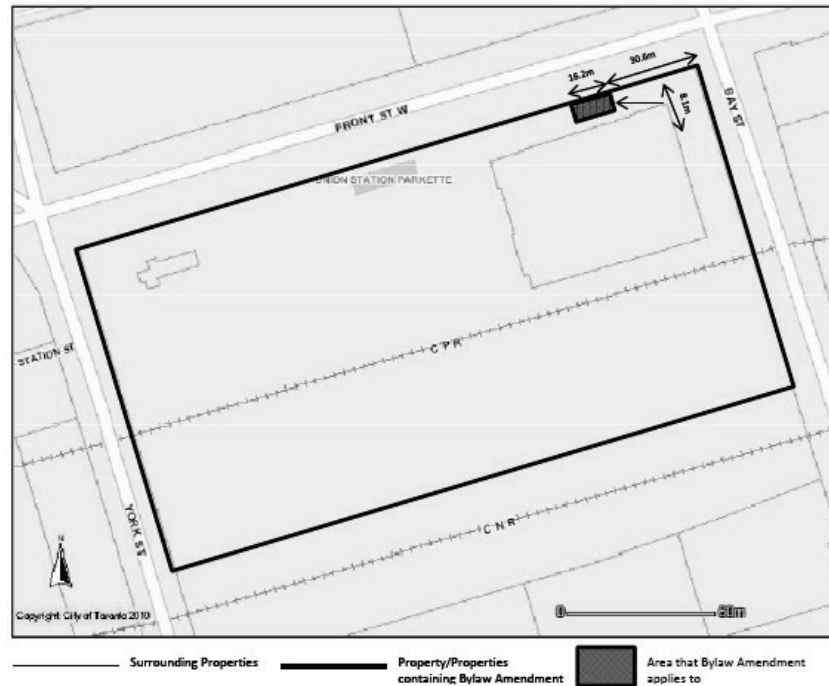 16.2m
30.6m
8.1m
BAY ST
FRONT ST W
UNION STATION PARKETTE
STATION ST
C P R
C N R
YORK ST
N
Copyright: City of Toronto 2010
0 60m
Surrounding Properties
Property/Properties
containing Bylaw Amendment
Area that Bylaw Amendment
applies to